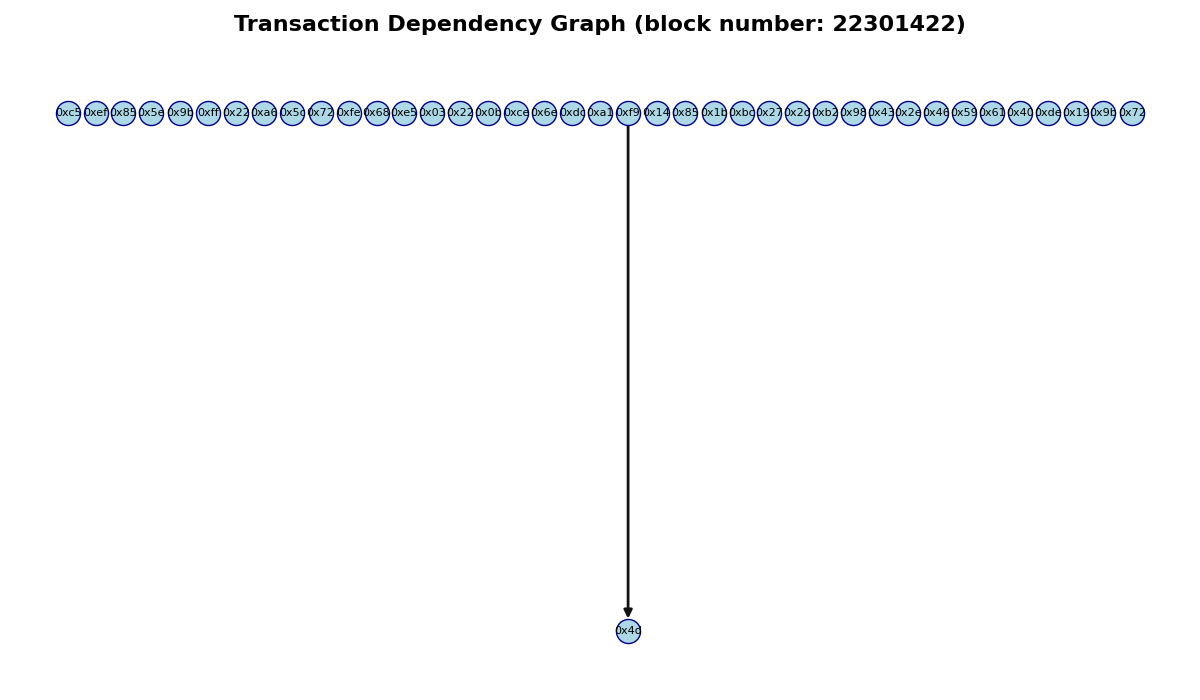 Transaction Dependency Graph (block number: 22301422)
0xc5 0xef 0x85 0x5e 0x9b 0xff 0x22 0xa6 0x5c 0x72 0xfe 0x68 0xe5 0x03 0x22 0x0b 0xce 0x6e 0xdc 0xa1 0xf9 0x14 0x85 0x1b 0xbc 0x27 0x2d 0xb2 0x98 0x43 0x2e 0x46 0x59 0x61 0x40 0xde 0x19 0x9b 0x72
0x4d